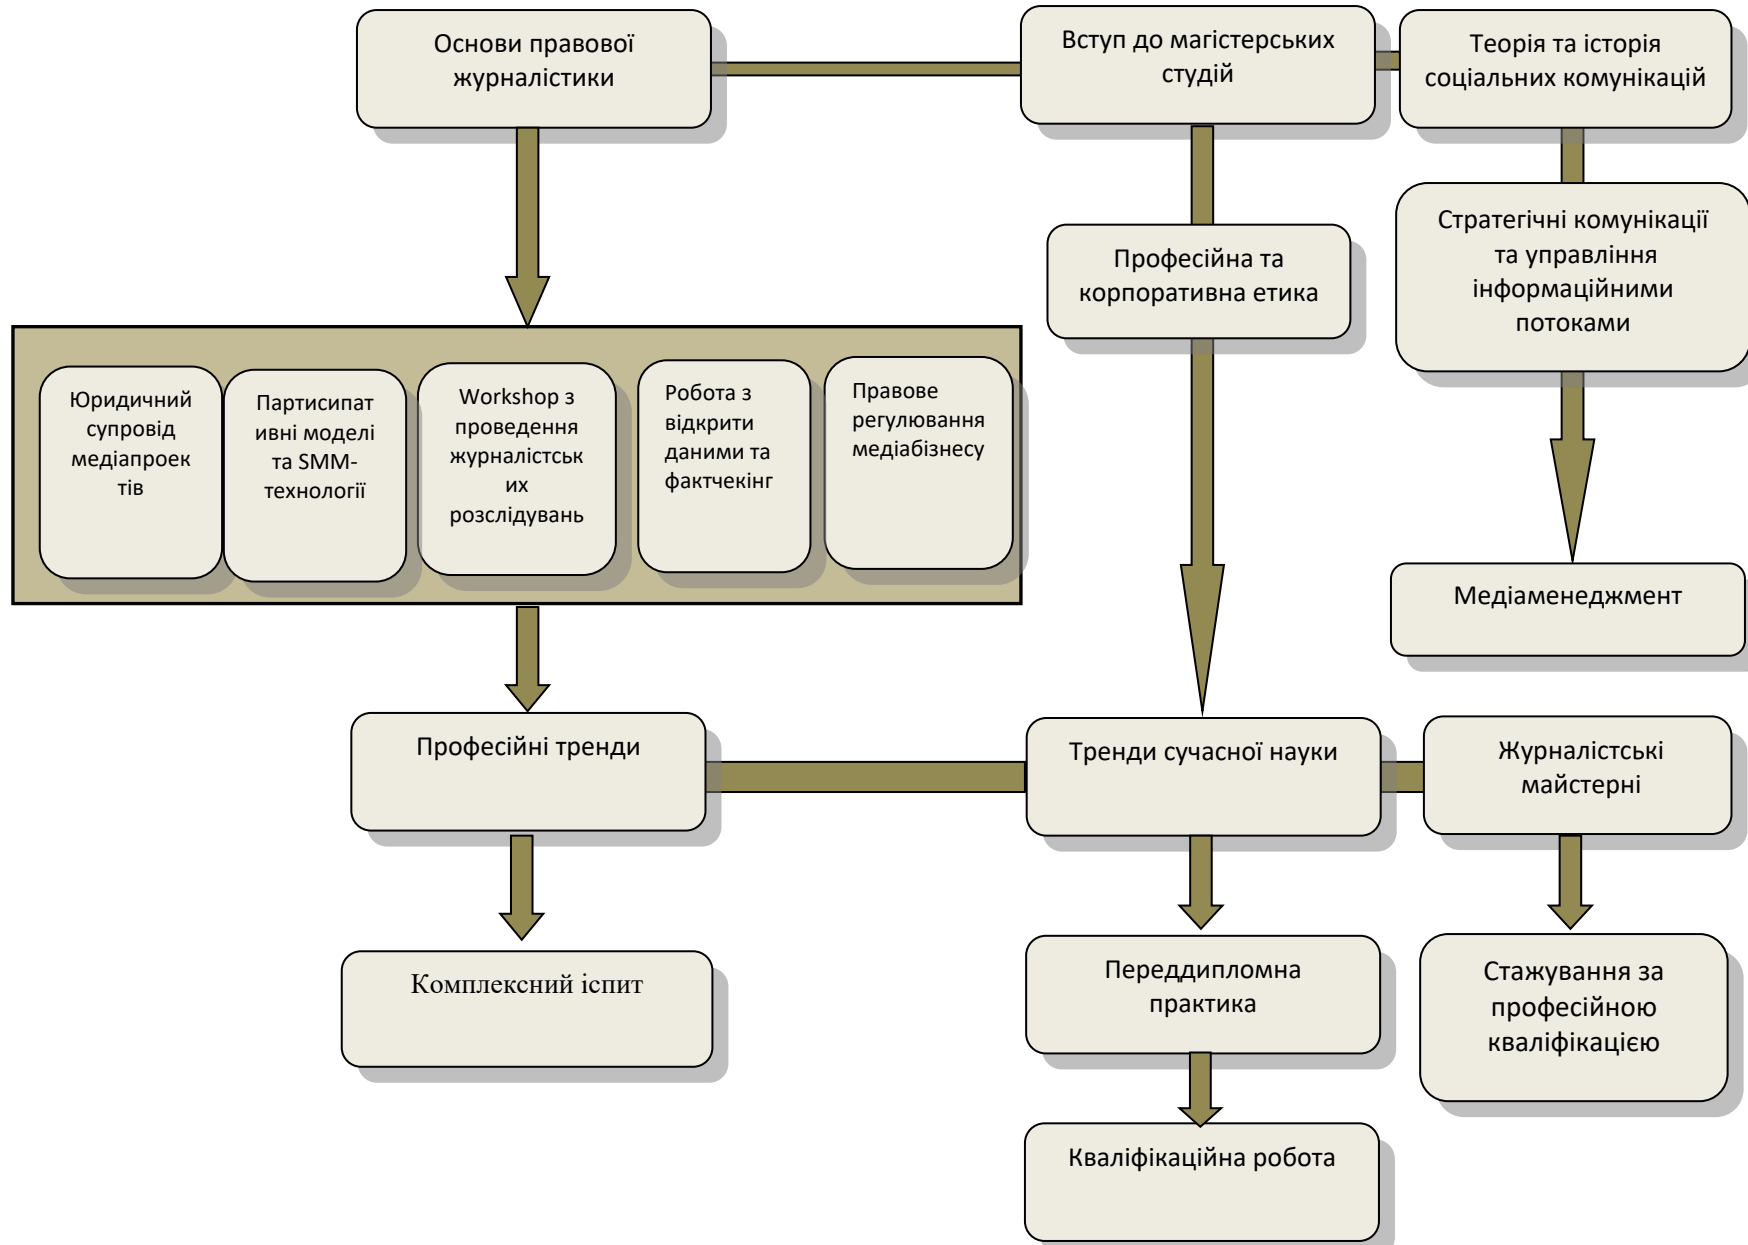 Основи правової
журналістики
Вступ до магістерських
студій
Теорія та історія
соціальних комунікацій
Професійна та
корпоративна етика
Стратегічні комунікації
та управління
інформаційними
потоками
Юридичний
супровід
медіапроек
тів
Партисипат
ивні моделі
та SMM-
технології
Workshop з
проведення
журналістськ
их
розслідувань
Робота з
відкрити
даними та
фактчекінг
Правове
регулювання
медіабізнесу
Медіаменеджмент
Професійні тренди
Тренди сучасної науки
Журналістські
майстерні
Комплексний іспит
Переддипломна
практика
Стажування за
професійною
кваліфікацією
Кваліфікаційна робота